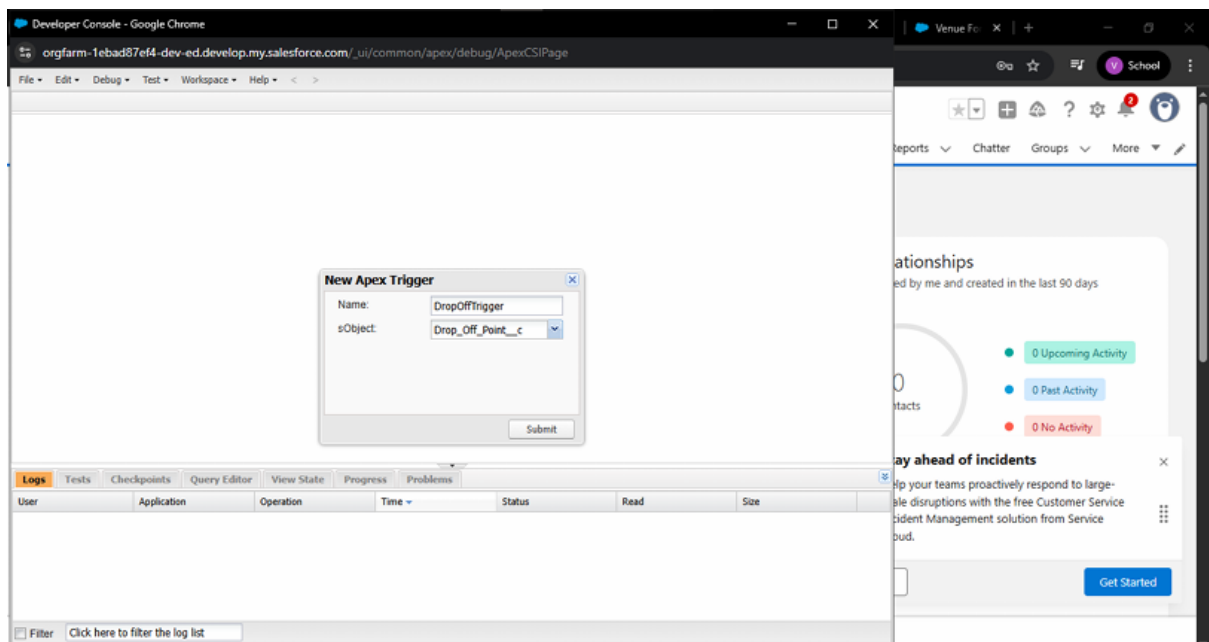 Developer Console - Google Chrome
orgfarm-1ebad87ef4-dev-ed.develop.my.salesforce.com/_ui/common/apex/debug/ApexCSIPage
File Edit Debug Test Workspace Help < >
New Apex Trigger
Name: DropOffTrigger
sObject: Drop_Off_Point__c
Submit
Logs Tests Checkpoints Query Editor View State Progress Problems
User Application Operation Time Status Read Size
Filter Click here to filter the log list
Venue Fo
V School
2
Reports Chatter Groups More
ationships
ed by me and created in the last 90 days
0
ntacts
0 Upcoming Activity
0 Past Activity
0 No Activity
ay ahead of incidents
lp your teams proactively respond to large-
ale disruptions with the free Customer Service
cident Management solution from Service
oud.
Get Started